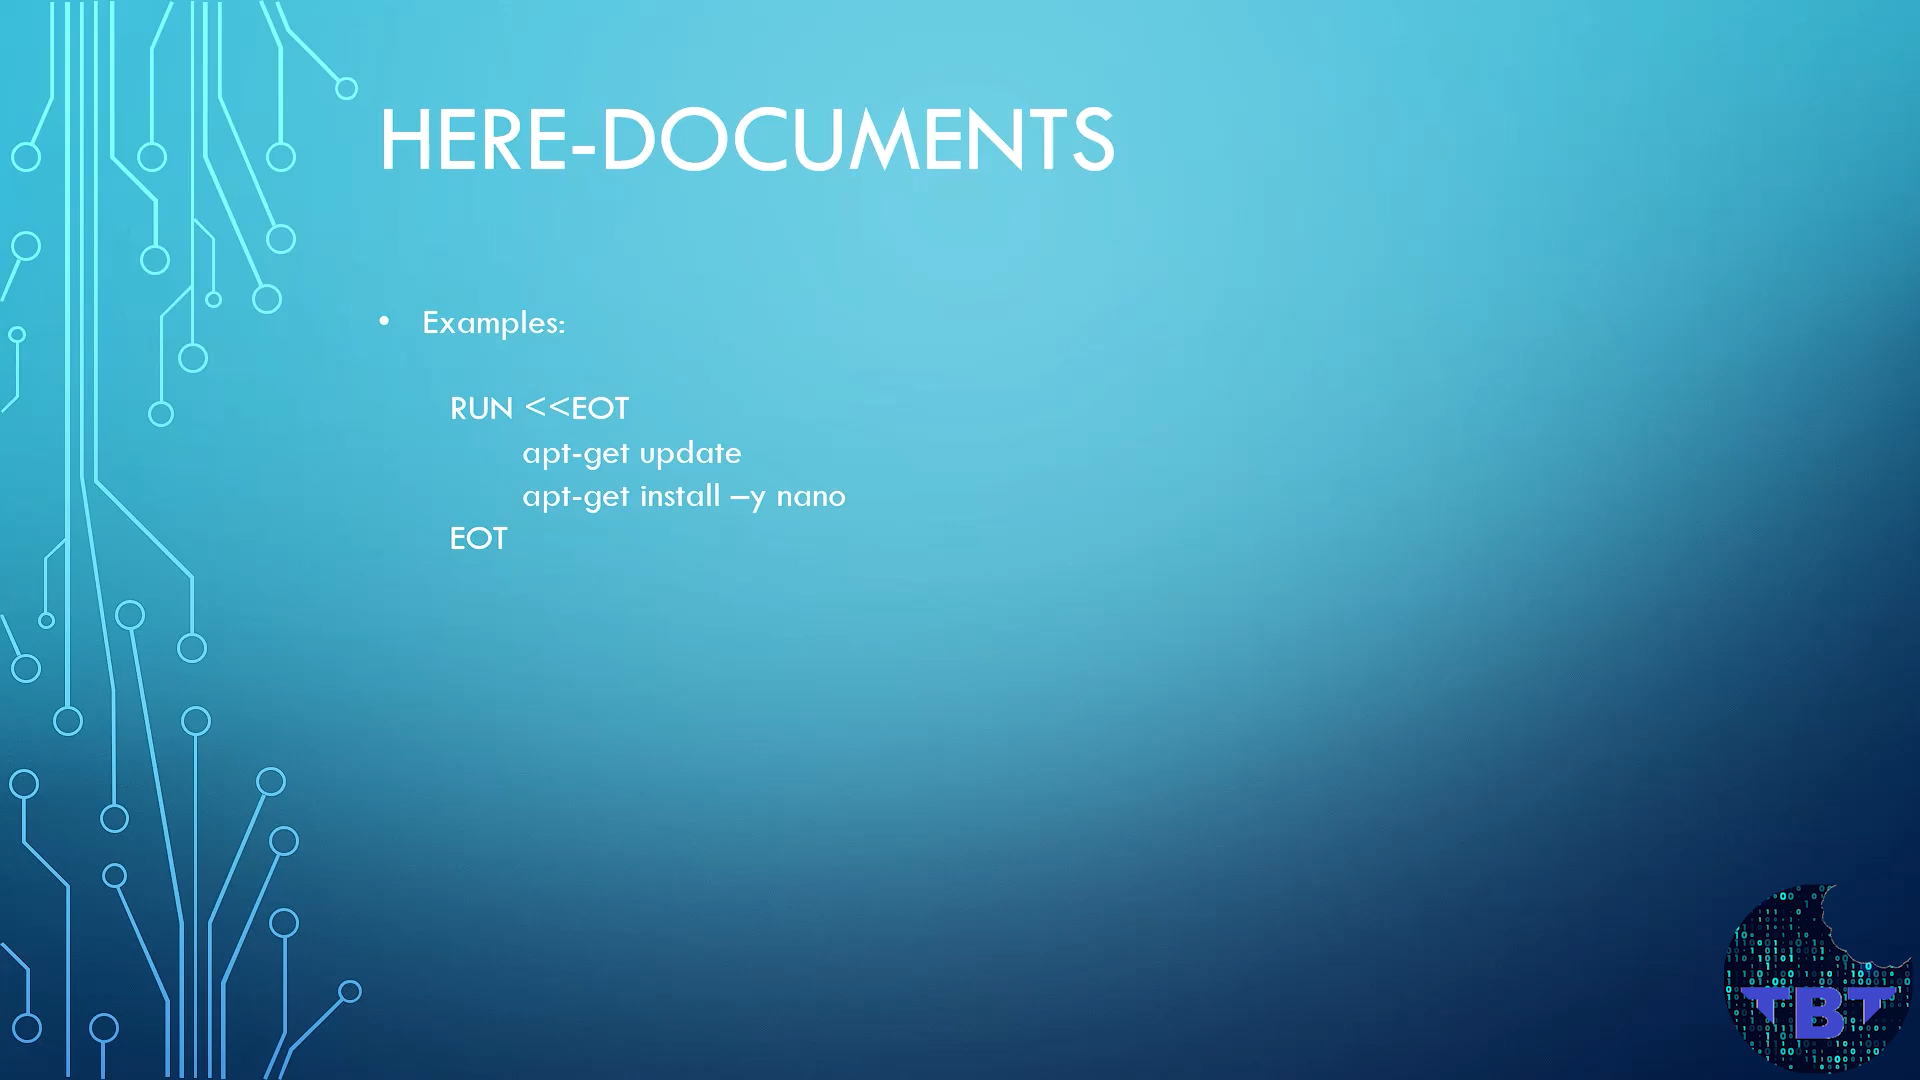 HERE-DOCUMENTS
• Examples:
RUN <<EOT
apt-get update
apt-get install –y nano
EOT
TBT